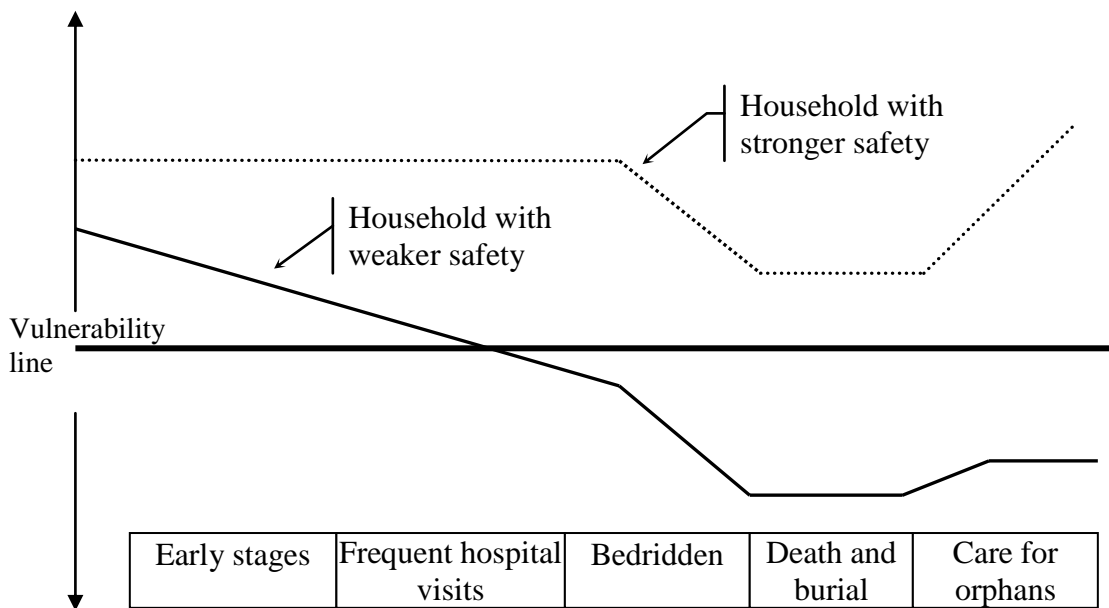 Household with
stronger safety
Household with
weaker safety
Vulnerability
line
Early stages
Frequent hospital
visits
Bedridden
Death and
burial
Care for
orphans